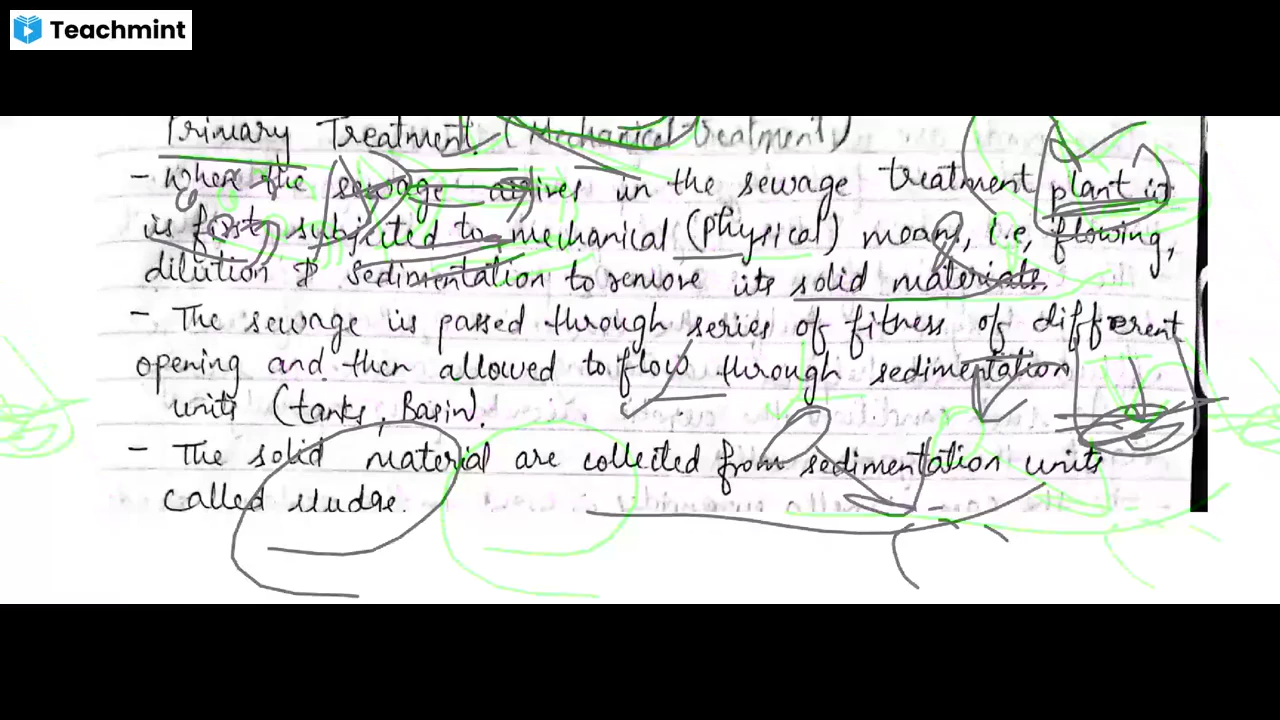 Teachmint
Primary Treatment (Mechanical treatment)
- When the sewage arrives in the sewage treatment plant it
is first subjected to mechanical (physical) means, i.e, flowing,
dilution & sedimentation to remove its solid materials.
- The sewage is passed through series of fitness of different
opening and then allowed to flow through sedimentation
units (tanks, Basin).
- The solid material are collected from sedimentation units
called sludge.